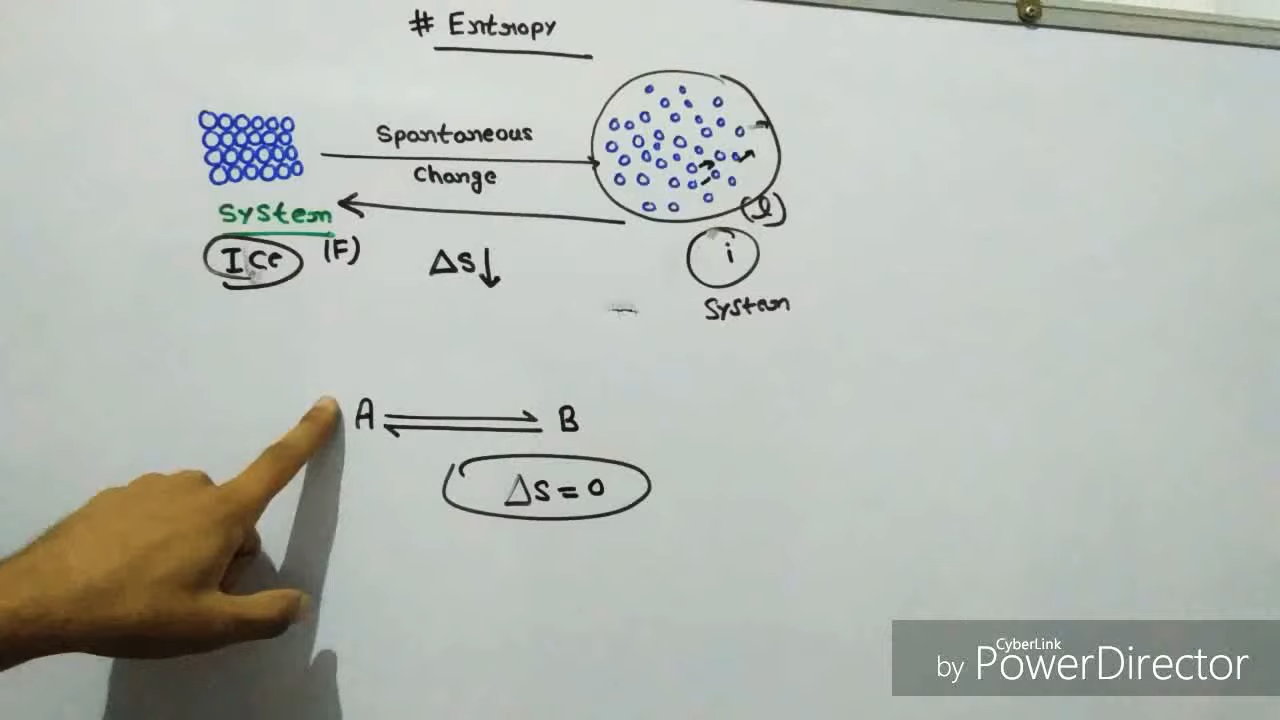 # Entropy
Spontaneous
Change
System
(l)
Ice
(F)
ΔS↓
i
System
A ⇌ B
ΔS = 0
CyberLink
by PowerDirector